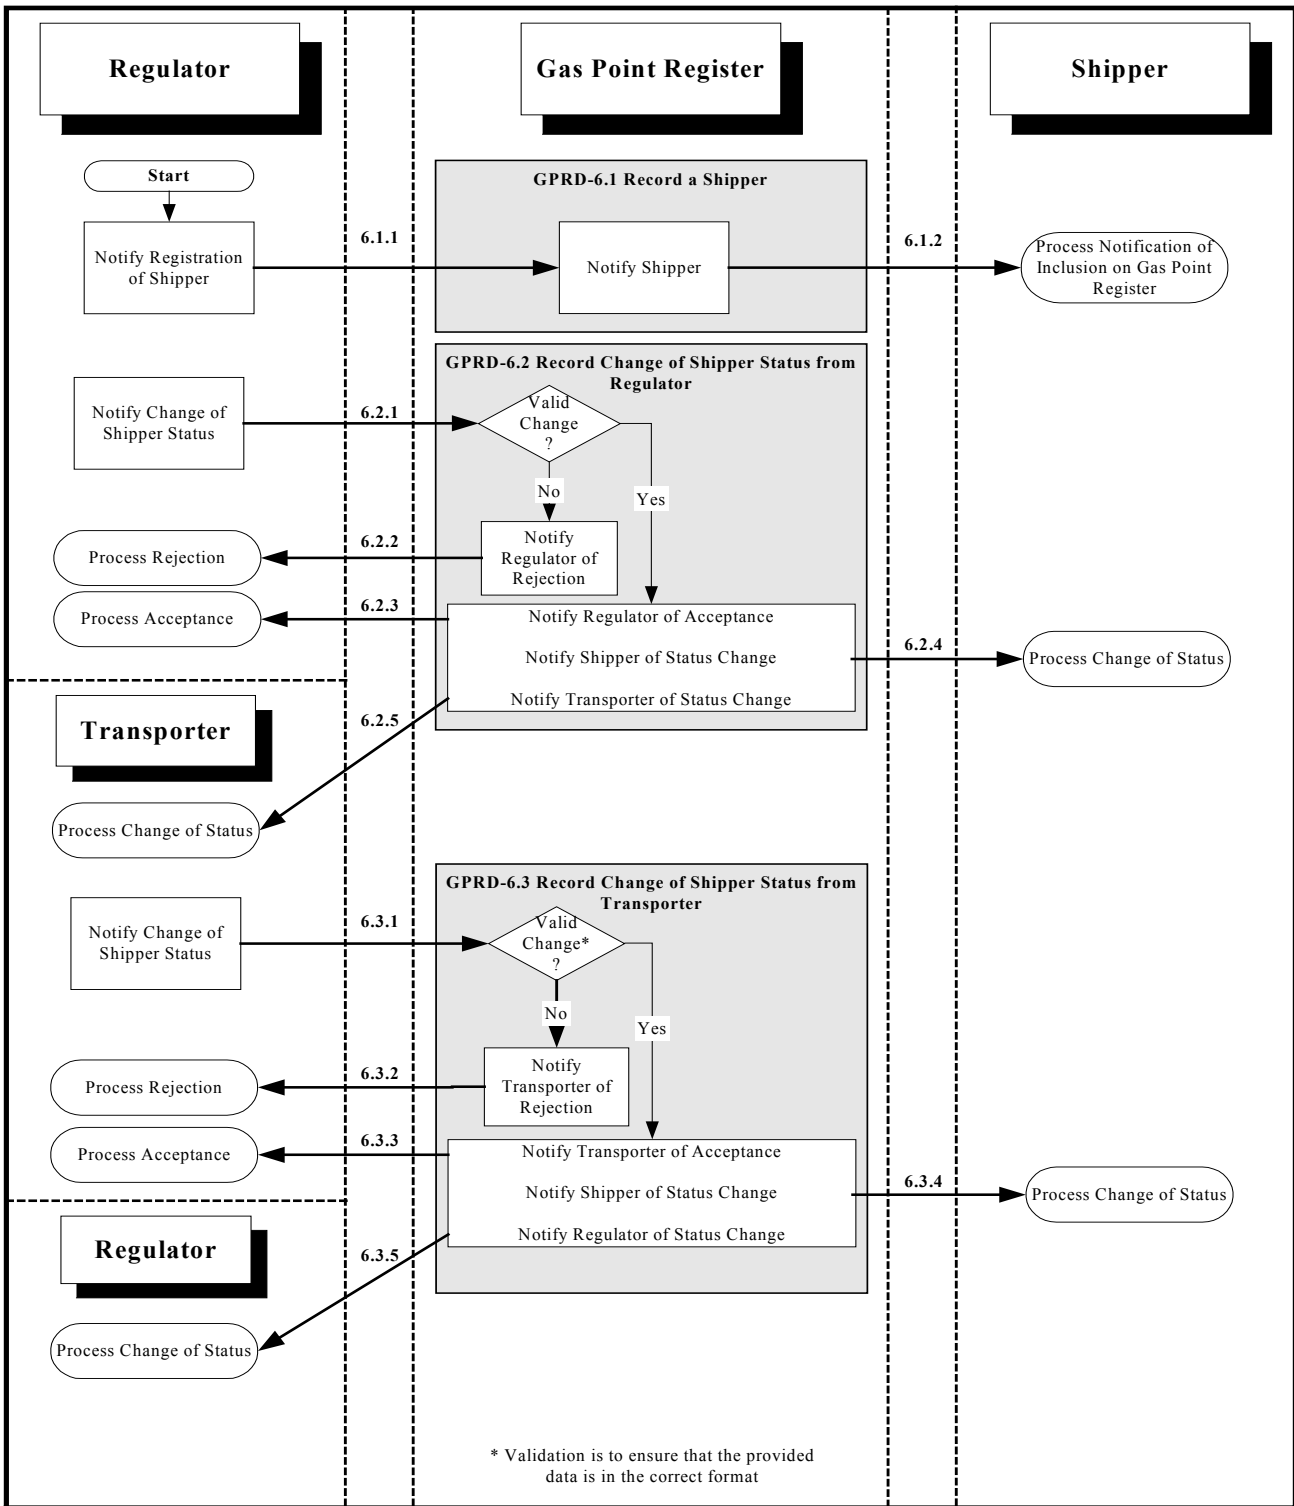 Regulator
Gas Point Register
Shipper
Start
GPRD-6.1 Record a Shipper
Notify Registration
of Shipper
6.1.1
Notify Shipper
6.1.2
Process Notification of
Inclusion on Gas Point
Register
GPRD-6.2 Record Change of Shipper Status from
Regulator
Notify Change of
Shipper Status
6.2.1
Valid
Change
?
No
Yes
Notify
Regulator of
Rejection
6.2.2
Process Rejection
6.2.3
Process Acceptance
Notify Regulator of Acceptance
Notify Shipper of Status Change
Notify Transporter of Status Change
6.2.4
Process Change of Status
Transporter
6.2.5
Process Change of Status
GPRD-6.3 Record Change of Shipper Status from
Transporter
Notify Change of
Shipper Status
6.3.1
Valid
Change*
?
No
Yes
Notify
Transporter of
Rejection
6.3.2
Process Rejection
6.3.3
Process Acceptance
Notify Transporter of Acceptance
Notify Shipper of Status Change
Notify Regulator of Status Change
6.3.4
Process Change of Status
Regulator
6.3.5
Process Change of Status
* Validation is to ensure that the provided
data is in the correct format